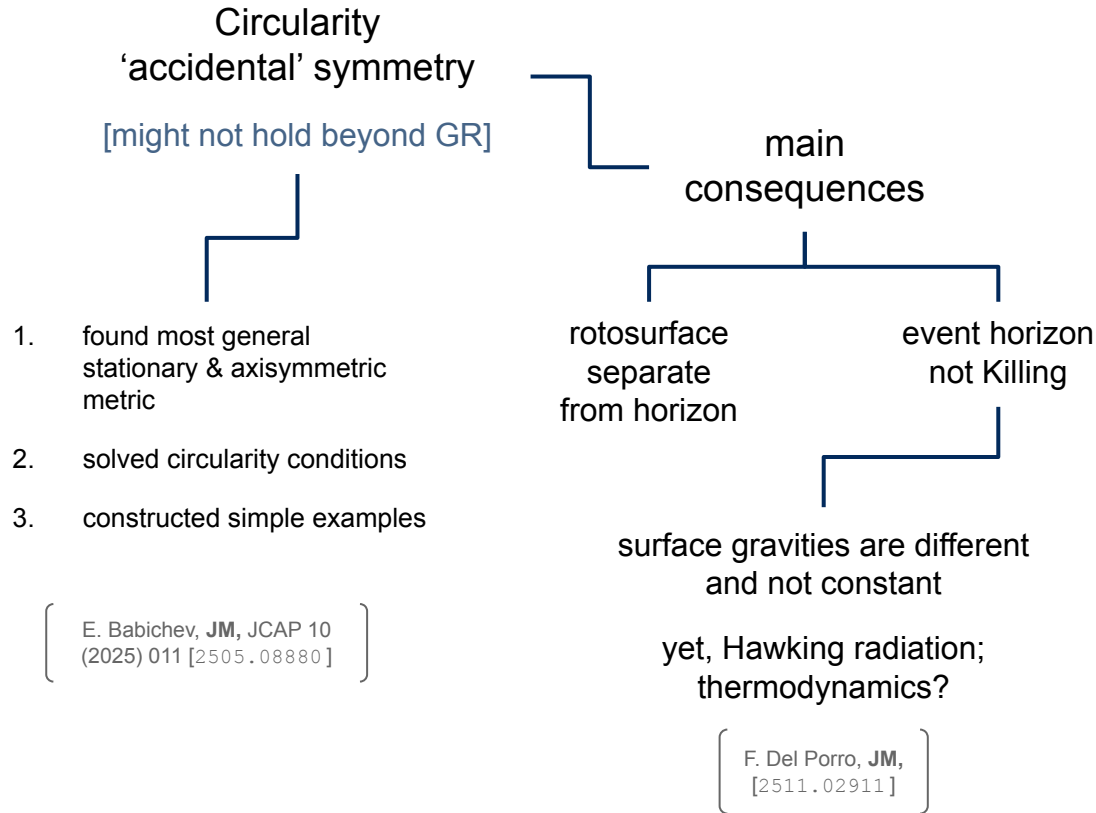 Circularity
‘accidental’ symmetry
[might not hold beyond GR]
1. found most general
stationary & axisymmetric
metric
2. solved circularity conditions
3. constructed simple examples
E. Babichev, JM, JCAP 10
(2025) 011 [2505.08880]
main
consequences
rotosurface
separate
from horizon
event horizon
not Killing
surface gravities are different
and not constant
yet, Hawking radiation;
thermodynamics?
F. Del Porro, JM,
[2511.02911]